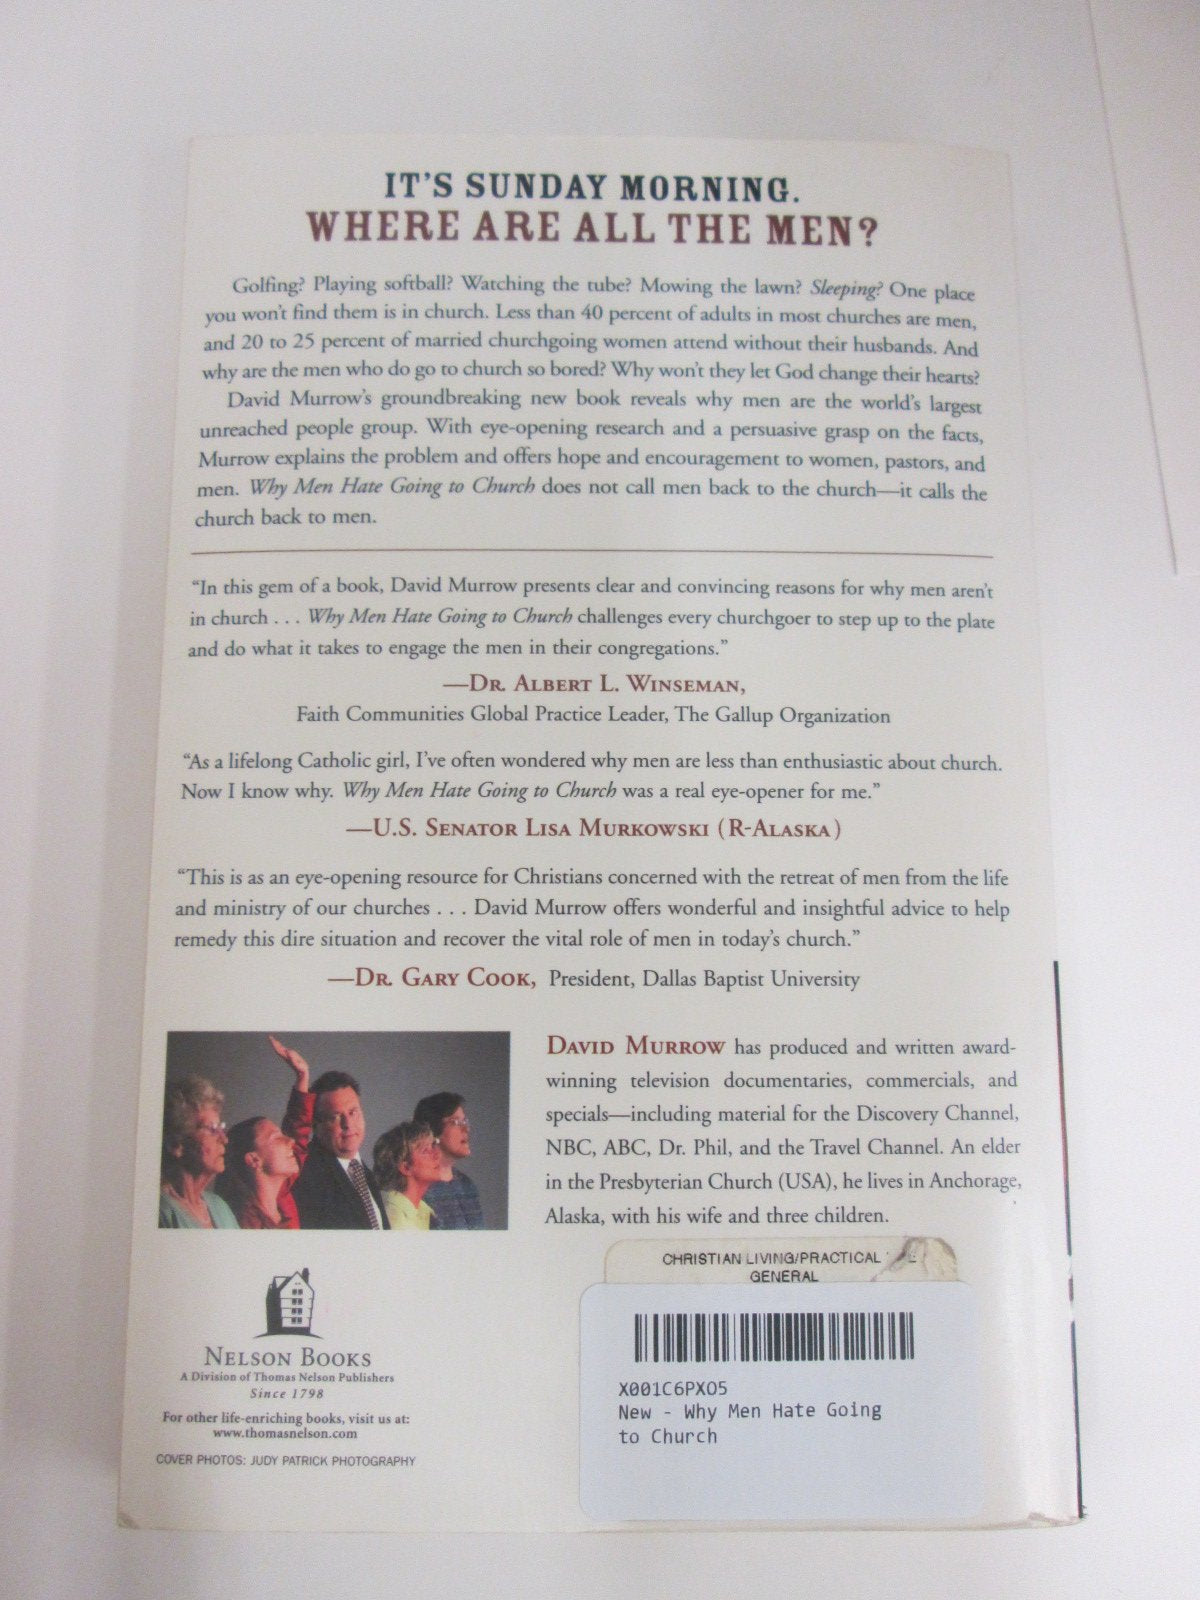 IT'S SUNDAY MORNING.
WHERE ARE ALL THE MEN?
Golfing? Playing softball? Watching the tube? Mowing the lawn? Sleeping? One place
you won't find them is in church. Less than 40 percent of adults in most churches are men,
and 20 to 25 percent of married churchgoing women attend without their husbands. And
why are the men who do go to church so bored? Why won't they let God change their hearts?
David Murrow's groundbreaking new book reveals why men are the world's largest
unreached people group. With eye-opening research and a persuasive grasp on the facts,
Murrow explains the problem and offers hope and encouragement to women, pastors, and
men. Why Men Hate Going to Church does not call men back to the church—it calls the
church back to men.
“In this gem of a book, David Murrow presents clear and convincing reasons for why men aren't
in church . . . Why Men Hate Going to Church challenges every churchgoer to step up to the plate
and do what it takes to engage the men in their congregations.”
—DR. ALBERT L. WINSEMAN,
Faith Communities Global Practice Leader, The Gallup Organization
“As a lifelong Catholic girl, I've often wondered why men are less than enthusiastic about church.
Now I know why. Why Men Hate Going to Church was a real eye-opener for me.”
—U.S. SENATOR LISA MURKOWSKI (R-ALASKA)
“This is as an eye-opening resource for Christians concerned with the retreat of men from the life
and ministry of our churches . . . David Murrow offers wonderful and insightful advice to help
remedy this dire situation and recover the vital role of men in today's church.”
—DR. GARY COOK, President, Dallas Baptist University
DAVID MURROW has produced and written award-
winning television documentaries, commercials, and
specials—including material for the Discovery Channel,
NBC, ABC, Dr. Phil, and the Travel Channel. An elder
in the Presbyterian Church (USA), he lives in Anchorage,
Alaska, with his wife and three children.
NELSON BOOKS
A Division of Thomas Nelson Publishers
Since 1798
For other life-enriching books, visit us at:
www.thomasnelson.com
COVER PHOTOS: JUDY PATRICK PHOTOGRAPHY
CHRISTIAN LIVING/PRACTICAL
GENERAL
X001C6PXO5
New - Why Men Hate Going
to Church